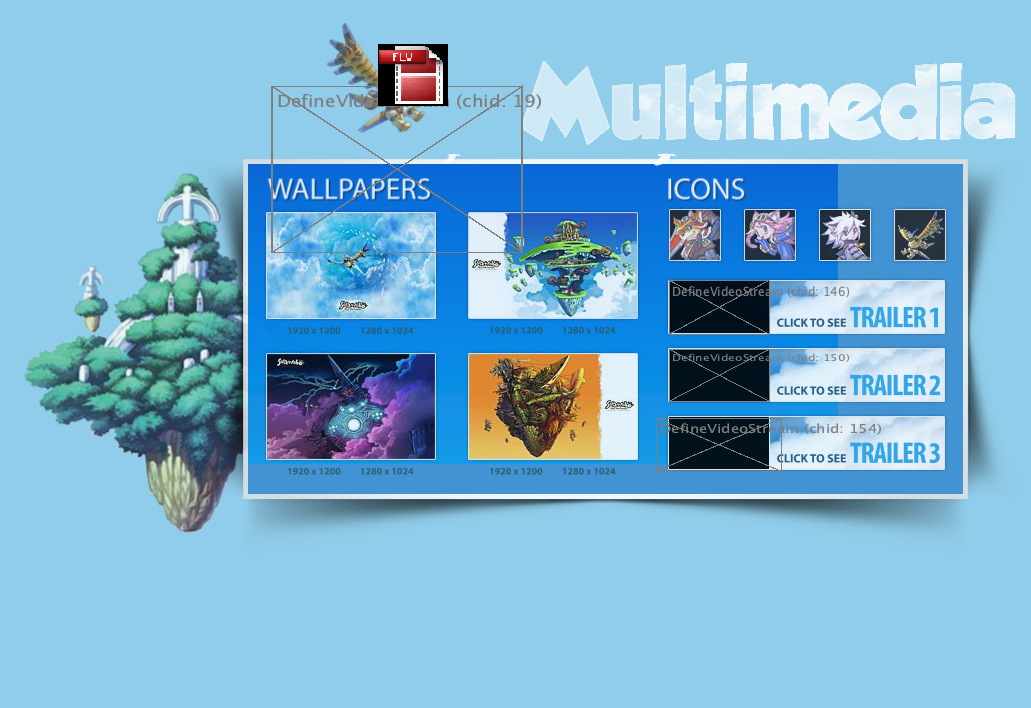 FLV
DefineVid (chid: 19)
Multimedia
WALLPAPERS
ICONS
1920 x 1200 1280 x 1024
1920 x 1200 1280 x 1024
DefineVideoStream (chid: 146)
CLICK TO SEE TRAILER 1
DefineVideoStream (chid: 150)
CLICK TO SEE TRAILER 2
DefineVideoStream (chid: 154)
CLICK TO SEE TRAILER 3
1920 x 1200 1280 x 1024
1920 x 1200 1280 x 1024